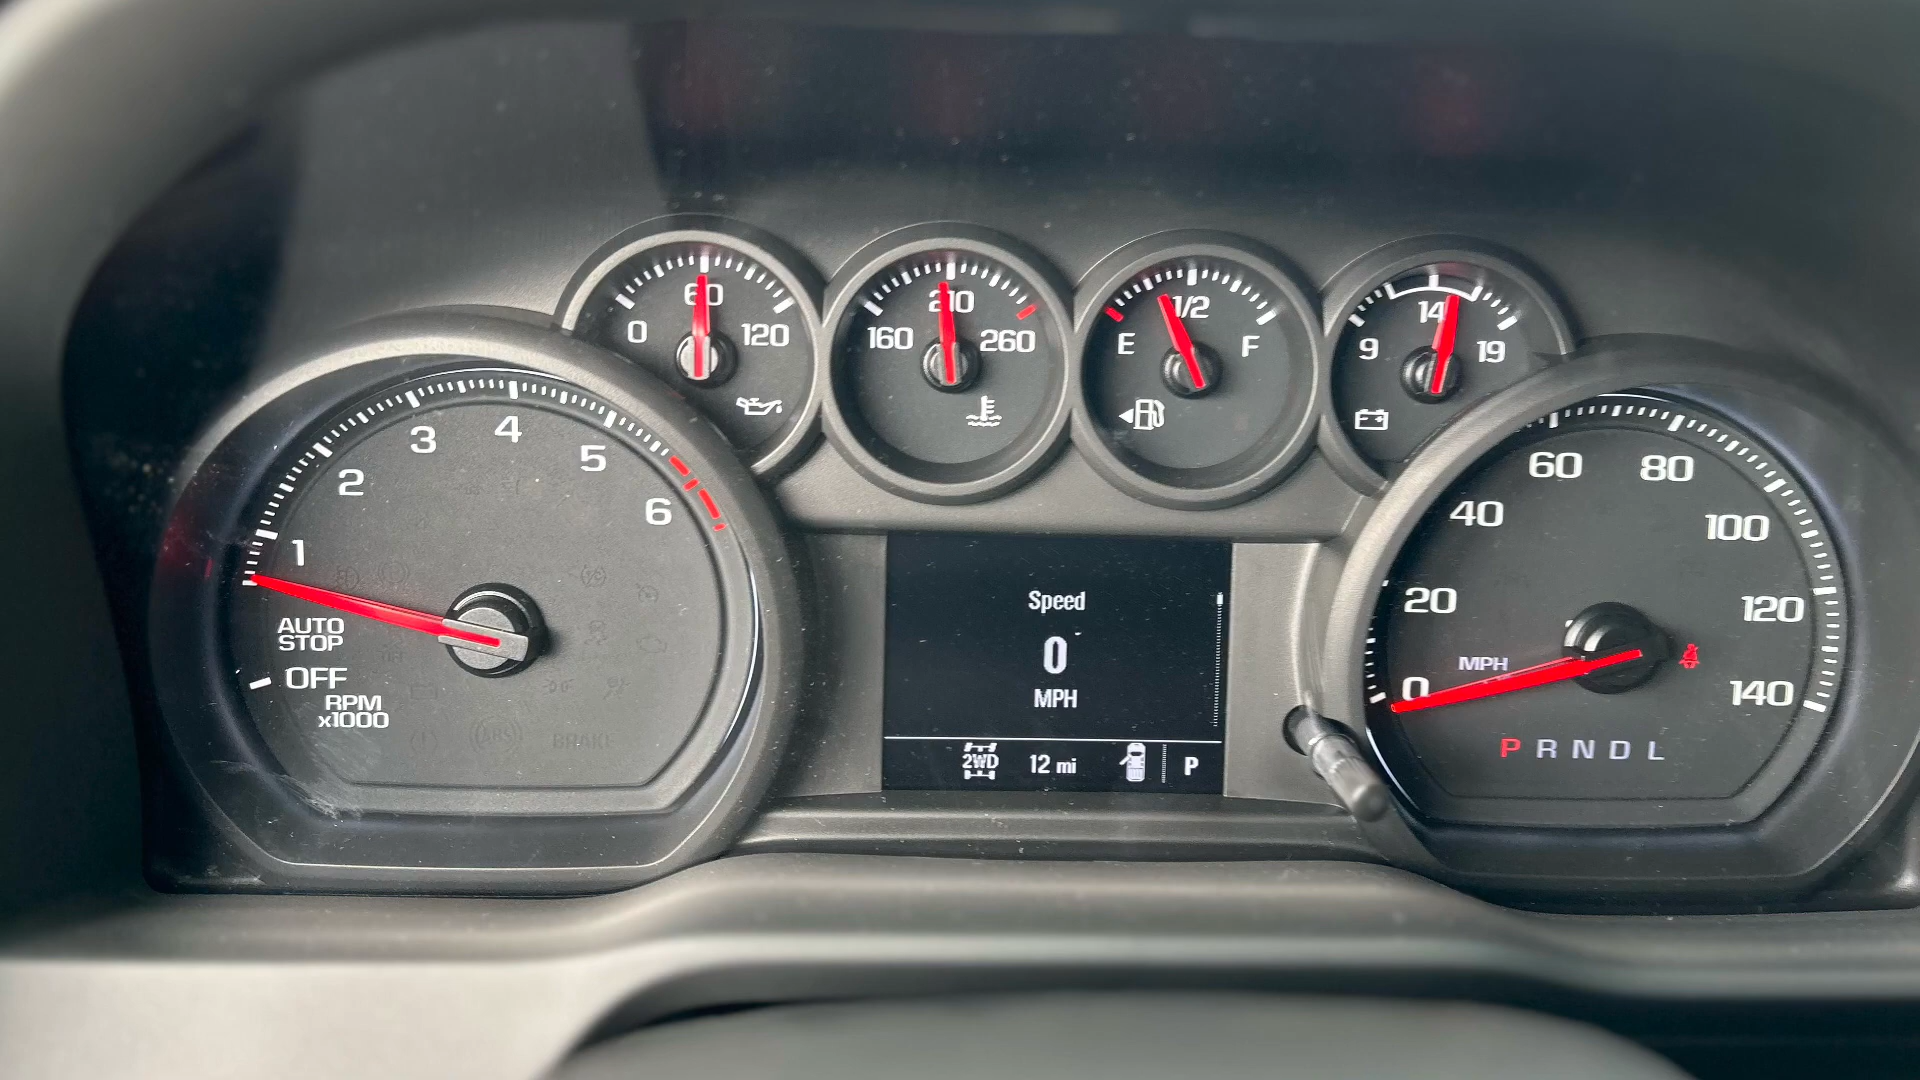 0 60 120
160 210 260
E 1/2 F
9 14 19
1 2 3 4 5 6
AUTO
STOP
OFF
RPM
x1000
ABS
BRAKE
Speed
0
MPH
2WD 12 mi P
0 20 40 60 80 100 120 140
MPH
P R N D L